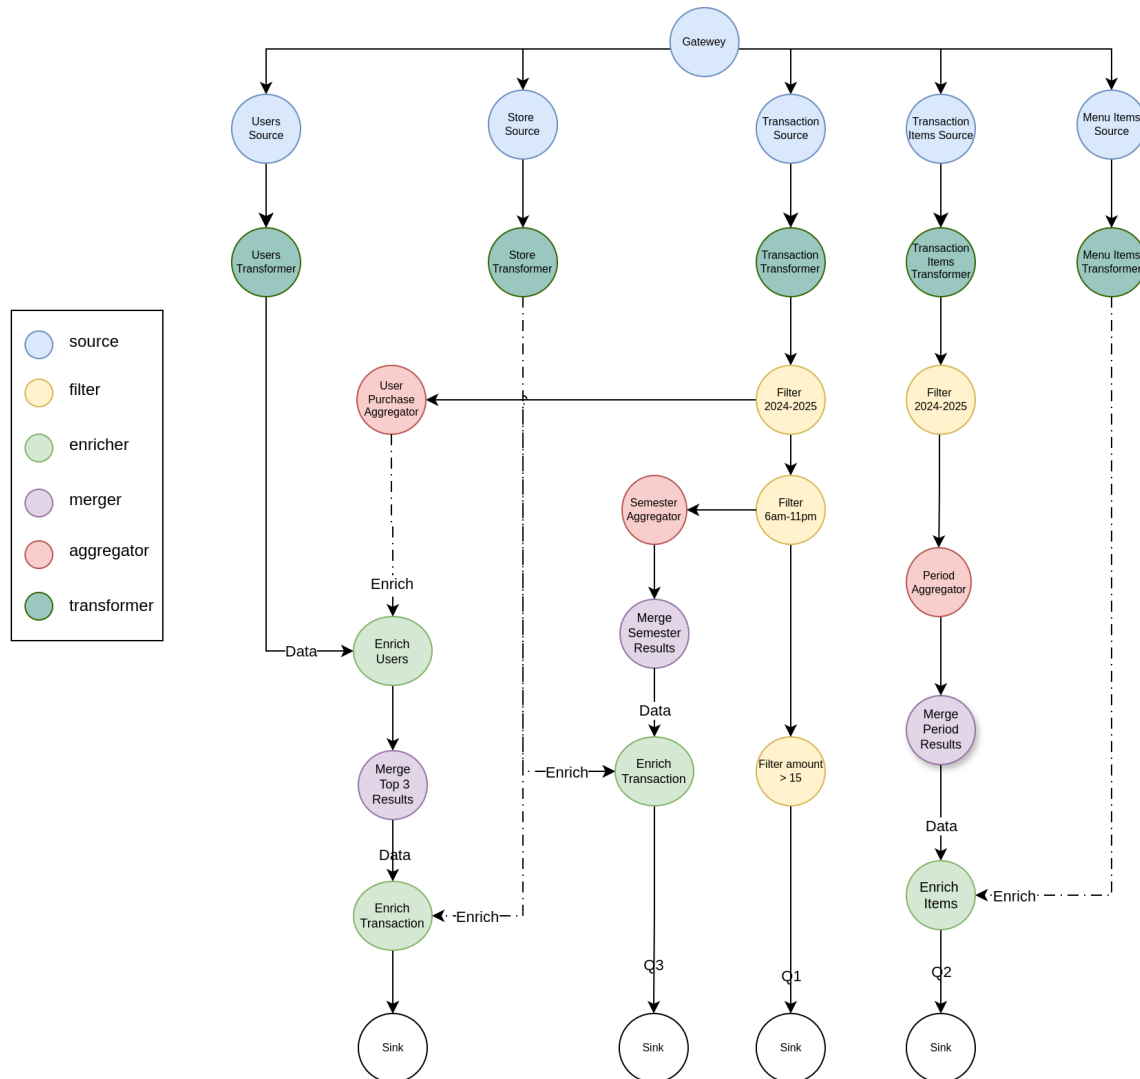 Gatewey
Users
Source
Store
Source
Transaction
Source
Transaction
Items Source
Menu Items
Source
Users
Transformer
Store
Transformer
Transaction
Transformer
Transaction
Items
Transformer
Menu Items
Transformer
source
filter
enricher
merger
aggregator
transformer
User
Purchase
Aggregator
Filter
2024-2025
Filter
2024-2025
Semester
Aggregator
Filter
6am-11pm
Enrich
Period
Aggregator
Data
Enrich
Users
Merge
Semester
Results
Data
Merge
Period
Results
Merge
Top 3
Results
Enrich
Enrich
Transaction
Filter amount
> 15
Data
Data
Enrich
Transaction
Enrich
Enrich
Items
Enrich
Q3
Q1
Q2
Sink
Sink
Sink
Sink